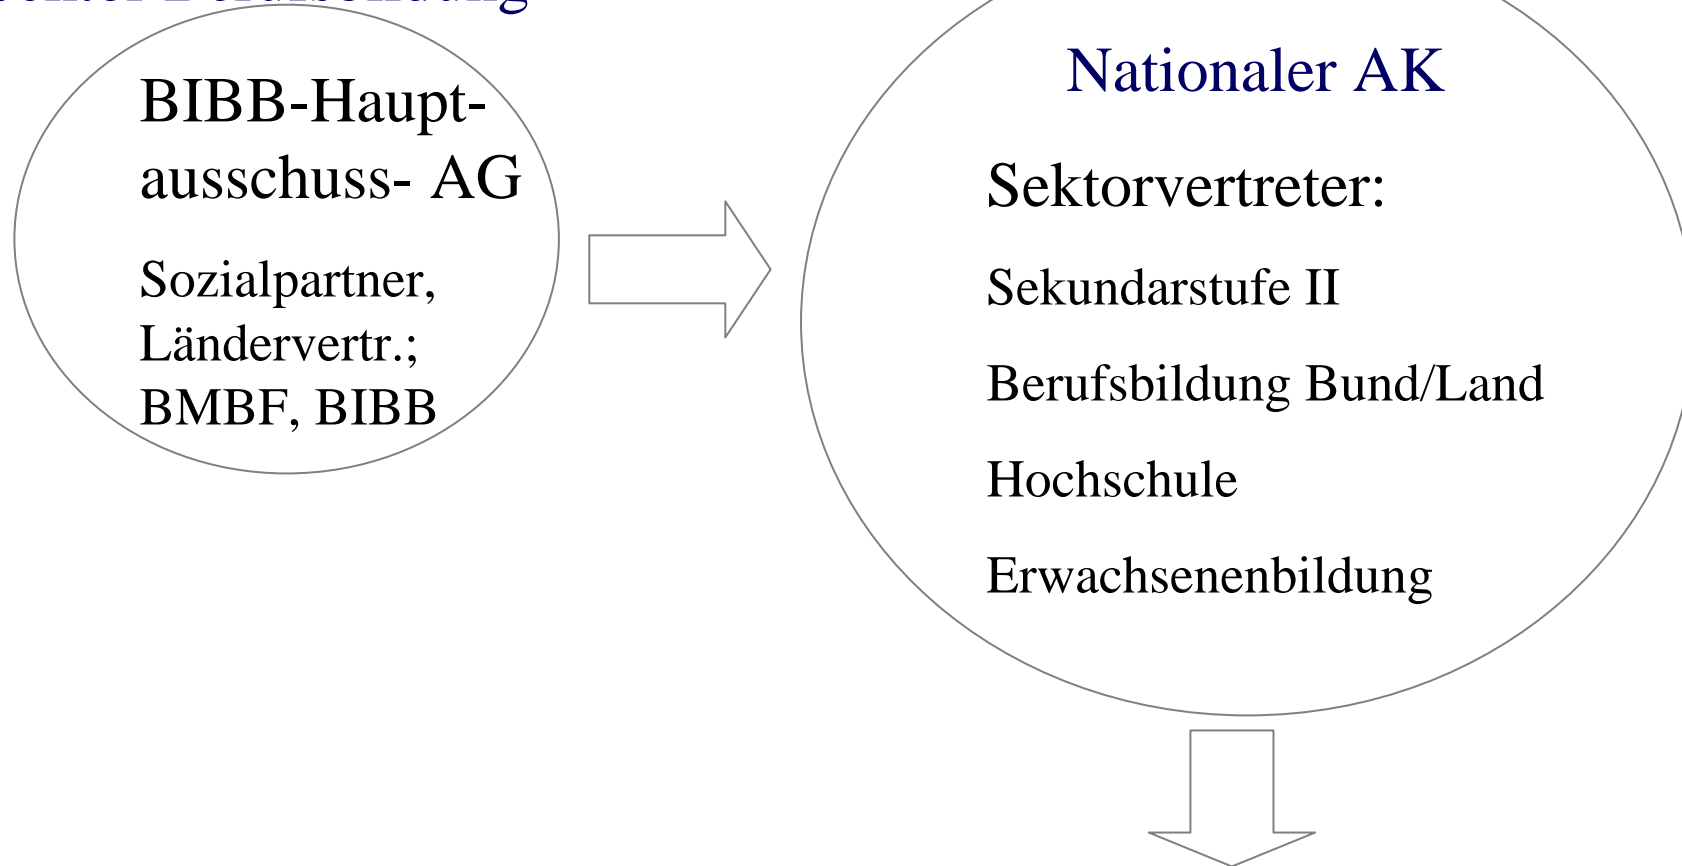 BIBB-Haupt-
ausschuss- AG
Sozialpartner,
Ländervertr.;
BMBF, BIBB
Nationaler AK
Sektorvertreter:
Sekundarstufe II
Berufsbildung Bund/Land
Hochschule
Erwachsenenbildung